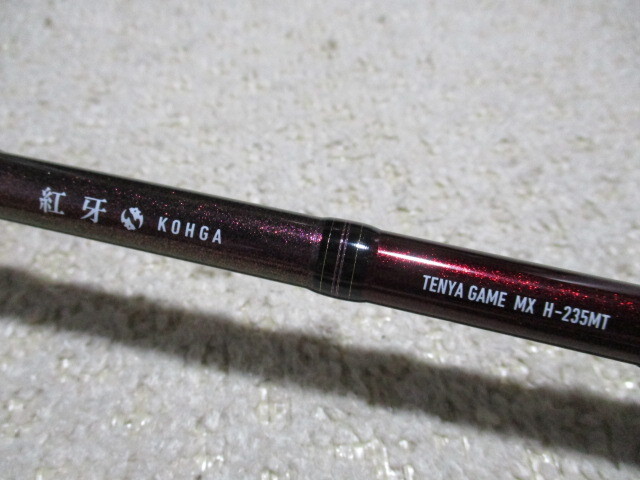 紅牙 KOHGA
TENYA GAME MX H-235MT